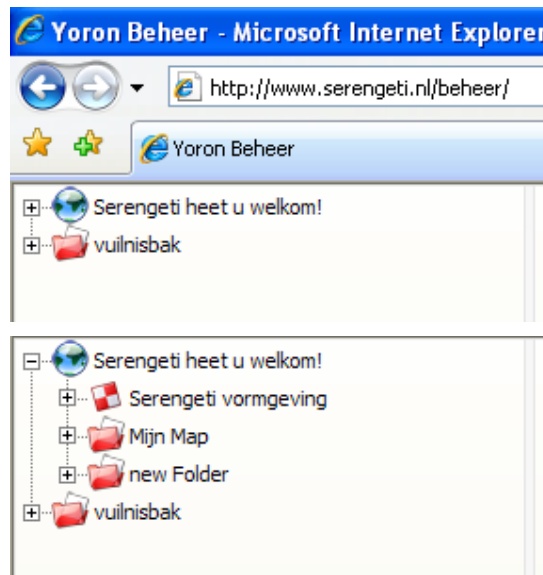 Yoron Beheer - Microsoft Internet Explorer
http://www.serengeti.nl/beheer/
Yoron Beheer
Serengeti heet u welkom!
vuilnisbak
Serengeti heet u welkom!
Serengeti vormgeving
Mijn Map
new Folder
vuilnisbak